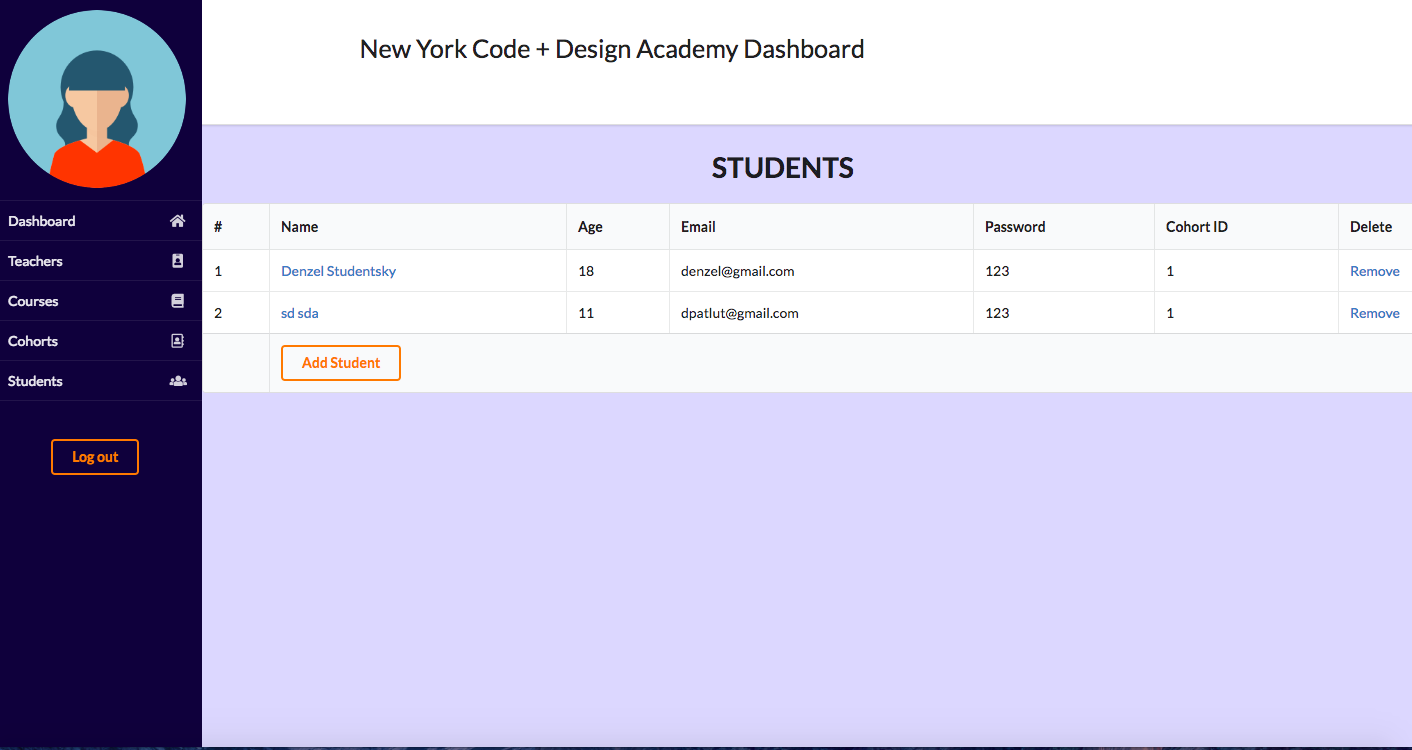 New York Code + Design Academy Dashboard
STUDENTS
Dashboard
Teachers
Courses
Cohorts
Students
Log out
# Name Age Email Password Cohort ID Delete
1 Denzel Studentsky 18 denzel@gmail.com 123 1 Remove
2 sd sda 11 dpatlut@gmail.com 123 1 Remove
Add Student